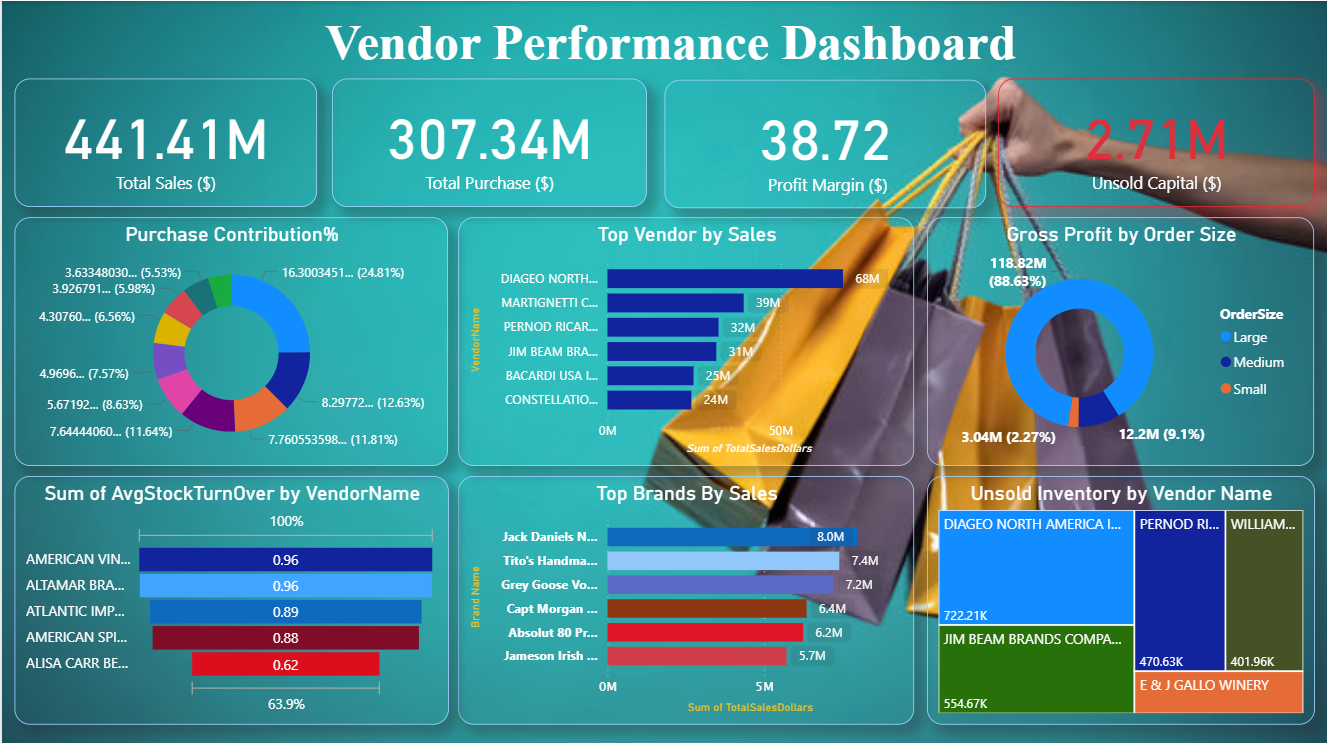 Vendor Performance Dashboard
441.41M
Total Sales ($)
307.34M
Total Purchase ($)
38.72
Profit Margin ($)
2.71M
Unsold Capital ($)
Purchase Contribution%
3.63348030... (5.53%)
16.3003451... (24.81%)
3.926791... (5.98%)
4.30760... (6.56%)
4.9696... (7.57%)
5.67192... (8.63%)
8.29772... (12.63%)
7.64444060... (11.64%)
7.760553598... (11.81%)
Top Vendor by Sales
VendorName
DIAGEO NORTH... 68M
MARTIGNETTI C... 39M
PERNOD RICAR... 32M
JIM BEAM BRA... 31M
BACARDI USA I... 25M
CONSTELLATIO... 24M
0M 50M
Sum of TotalSalesDollars
Gross Profit by Order Size
118.82M
(88.63%)
OrderSize
Large
Medium
Small
3.04M (2.27%)
12.2M (9.1%)
Sum of AvgStockTurnOver by VendorName
100%
AMERICAN VIN... 0.96
ALTAMAR BRA... 0.96
ATLANTIC IMP... 0.89
AMERICAN SPI... 0.88
ALISA CARR BE... 0.62
63.9%
Top Brands By Sales
Brand Name
Jack Daniels N... 8.0M
Tito's Handma... 7.4M
Grey Goose Vo... 7.2M
Capt Morgan ... 6.4M
Absolut 80 Pr... 6.2M
Jameson Irish ... 5.7M
0M 5M
Sum of TotalSalesDollars
Unsold Inventory by Vendor Name
DIAGEO NORTH AMERICA I...
722.21K
JIM BEAM BRANDS COMPA...
554.67K
PERNOD RI...
470.63K
WILLIAM...
401.96K
E & J GALLO WINERY